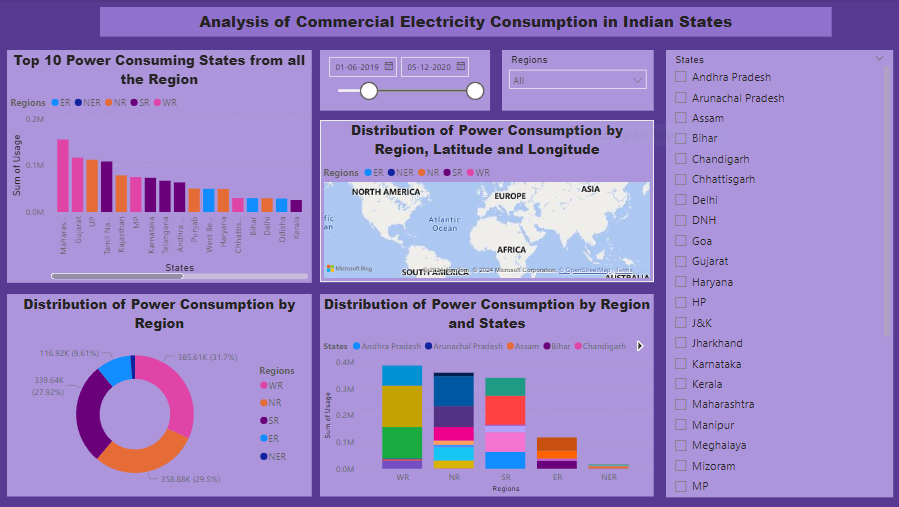 Analysis of Commercial Electricity Consumption in Indian States
Top 10 Power Consuming States from all
the Region
Regions ER NER NR SR WR
Sum of Usage
0.2M
0.1M
0.0M
Maharas...
Gujarat
UP
Tamil Na...
Rajasthan
MP
Karnataka
Telangana
Andhra ...
Punjab
West Be...
Haryana
Chhattis...
Bihar
Delhi
Odisha
Kerala
States
01-06-2019 05-12-2020
Regions
All
Distribution of Power Consumption by
Region, Latitude and Longitude
Regions ER NER NR SR WR
NORTH AMERICA
EUROPE
ASIA
Atlantic
Ocean
AFRICA
Microsoft Bing
SOUTH AMERICA
© 2024 Microsoft Corporation, © OpenStreetMap Terms
AUSTRALIA
Distribution of Power Consumption by
Region
116.92K (9.61%)
385.61K (31.7%)
339.64K
(27.92%)
358.88K (29.5%)
Regions
WR
NR
SR
ER
NER
Distribution of Power Consumption by Region
and States
States Andhra Pradesh Arunachal Pradesh Assam Bihar Chandigarh
Sum of Usage
0.4M
0.3M
0.2M
0.1M
0.0M
WR NR SR ER NER
Regions
States
Andhra Pradesh
Arunachal Pradesh
Assam
Bihar
Chandigarh
Chhattisgarh
Delhi
DNH
Goa
Gujarat
Haryana
HP
J&K
Jharkhand
Karnataka
Kerala
Maharashtra
Manipur
Meghalaya
Mizoram
MP